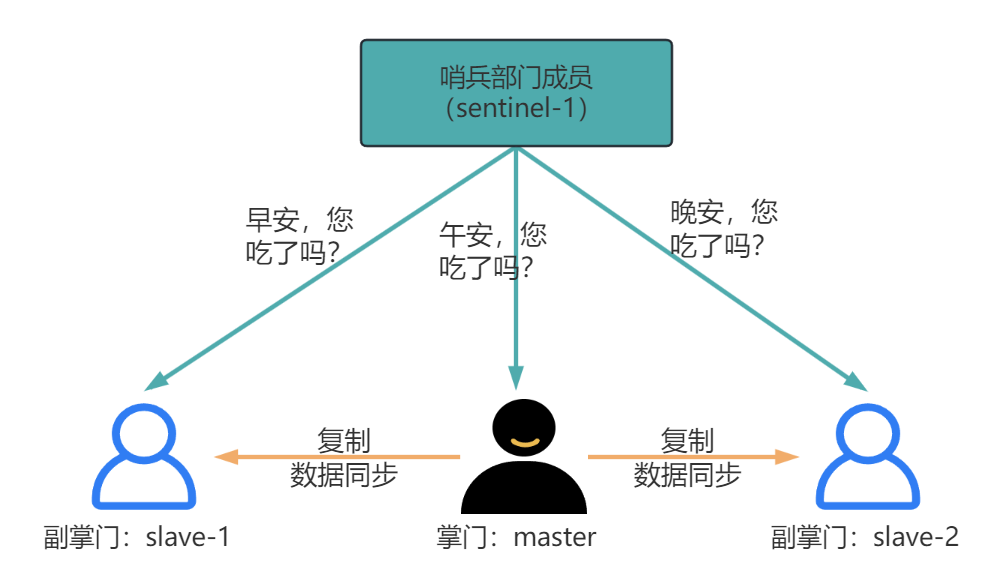 哨兵部门成员
（sentinel-1）
早安，您
吃了吗？
午安，您
吃了吗？
晚安，您
吃了吗？
复制
数据同步
复制
数据同步
副掌门：slave-1
掌门：master
副掌门：slave-2